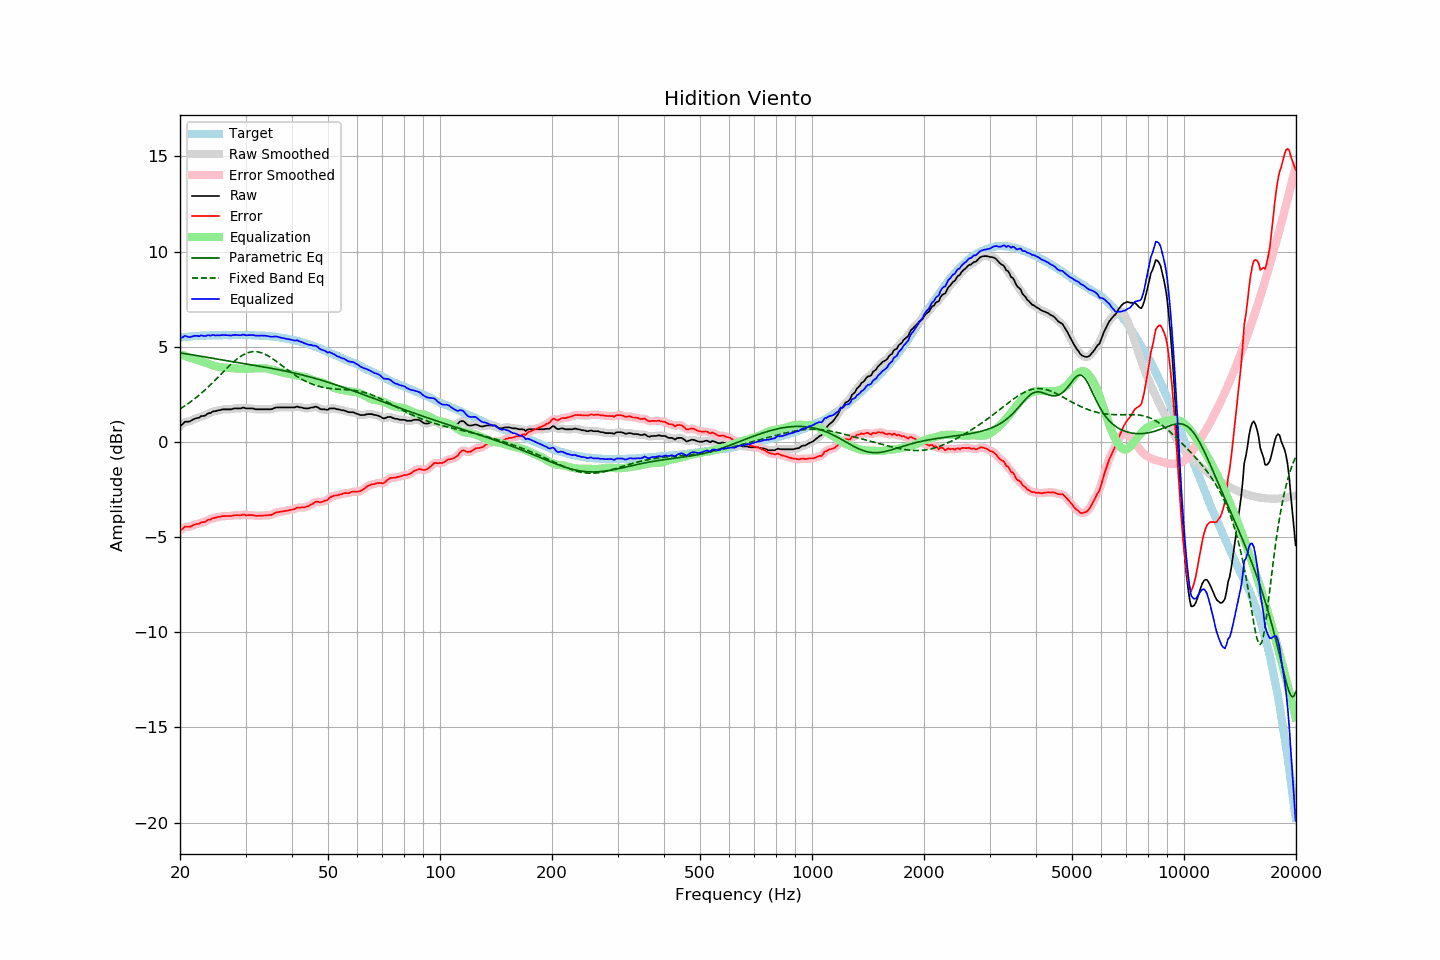 Hidition Viento
Target
Raw Smoothed
Error Smoothed
Raw
Error
Equalization
Parametric Eq
Fixed Band Eq
Equalized
15
10
5
0
−5
−10
−15
−20
Amplitude (dBr)
20 50 100 200 500 1000 2000 5000 10000 20000
Frequency (Hz)